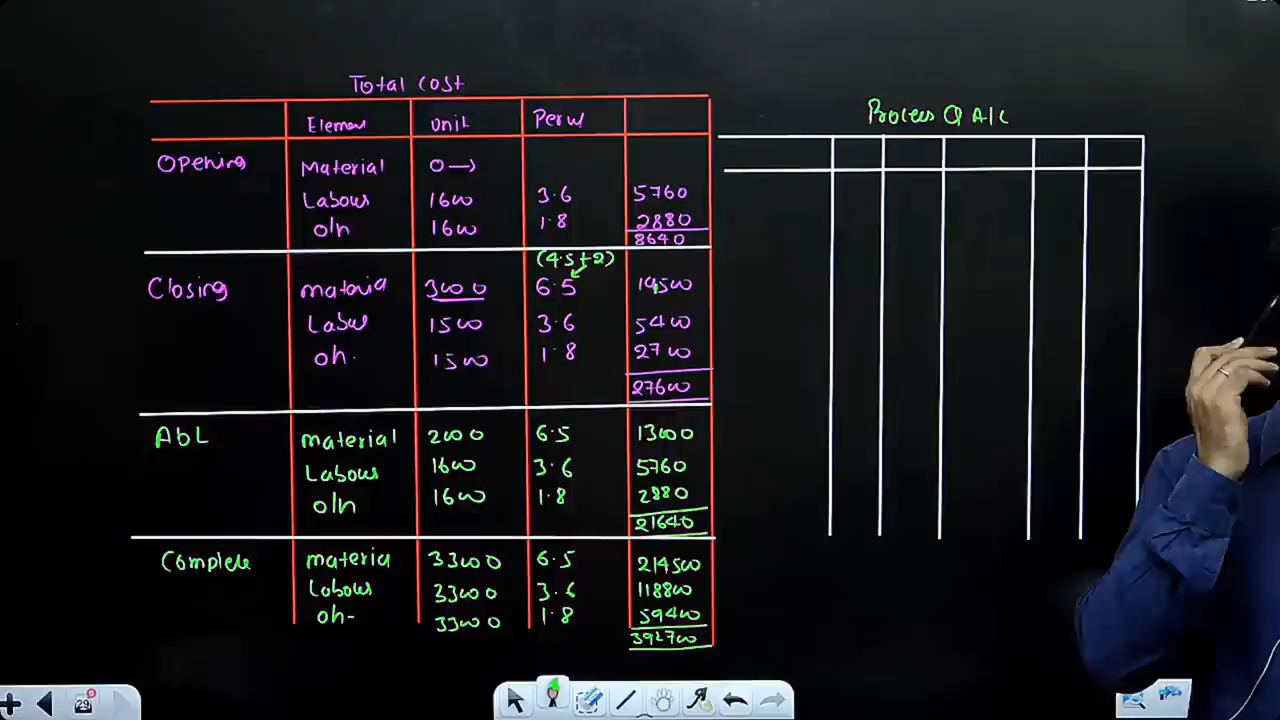 Total Cost
Element Unit Per u
Opening Material 0 →
Labour 1600 3.6 5760
o/h 1600 1.8 2880
8640
(4.5+2)
Closing Material 3000 6.5 19500
Labur 1500 3.6 5400
oh. 1500 1.8 2700
27600
AbL material 2000 6.5 13000
Labour 1600 3.6 5760
o/h 1600 1.8 2880
21640
Complete materia 33000 6.5 214500
Labour 33000 3.6 118800
oh- 33000 1.8 59400
392700
Process Q A/c
29